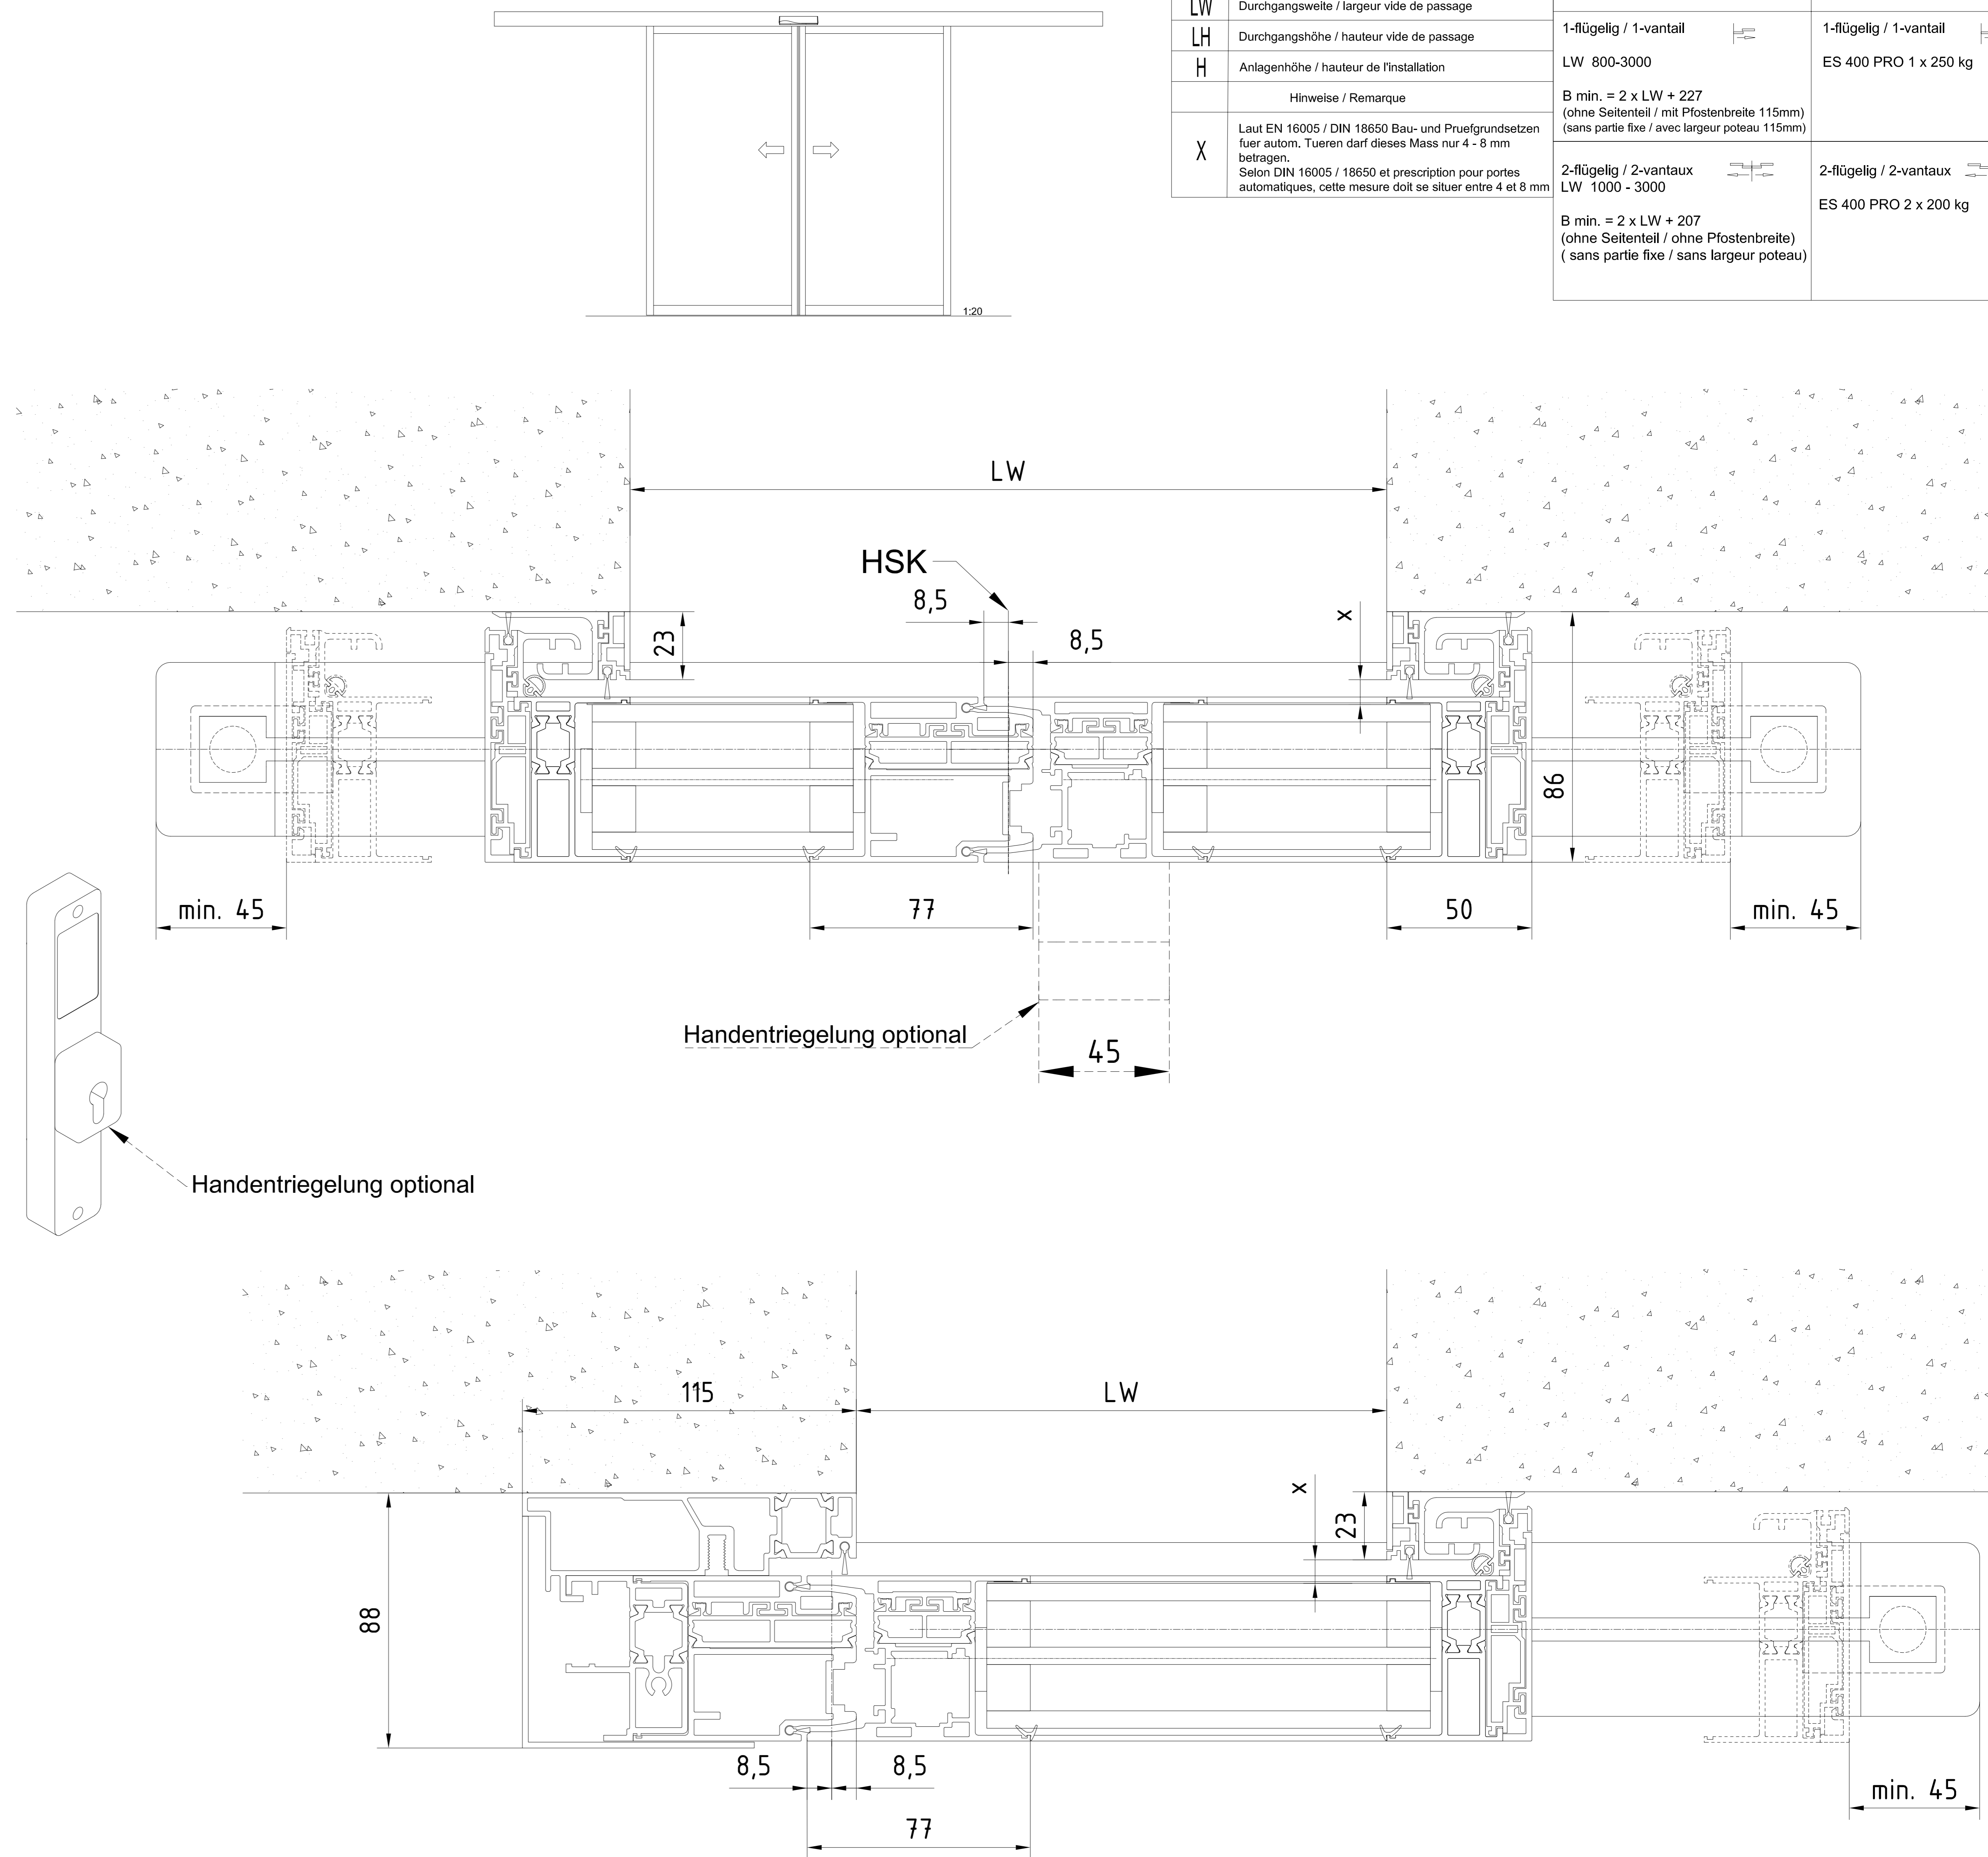 LW Durchgangsweite / largeur vide de passage
LH Durchgangshöhe / hauteur vide de passage
H Anlagenhöhe / hauteur de l'installation
Hinweise / Remarque
X
Laut EN 16005 / DIN 18650 Bau- und Pruefgrundsetzen
fuer autom. Tueren darf dieses Mass nur 4 - 8 mm
betragen.
Selon DIN 16005 / 18650 et prescription pour portes
automatiques, cette mesure doit se situer entre 4 et 8 mm
1-flügelig / 1-vantail
LW 800-3000
B min. = 2 x LW + 227
(ohne Seitenteil / mit Pfostenbreite 115mm)
(sans partie fixe / avec largeur poteau 115mm)
1-flügelig / 1-vantail
ES 400 PRO 1 x 250 kg
2-flügelig / 2-vantaux
LW 1000 - 3000
B min. = 2 x LW + 207
(ohne Seitenteil / ohne Pfostenbreite)
( sans partie fixe / sans largeur poteau)
2-flügelig / 2-vantaux
ES 400 PRO 2 x 200 kg
1:20
LW
HSK
8,5
8,5
23
x
86
min. 45
77
50
min. 45
Handentriegelung optional
45
Handentriegelung optional
115
LW
x
23
88
8,5
8,5
77
min. 45